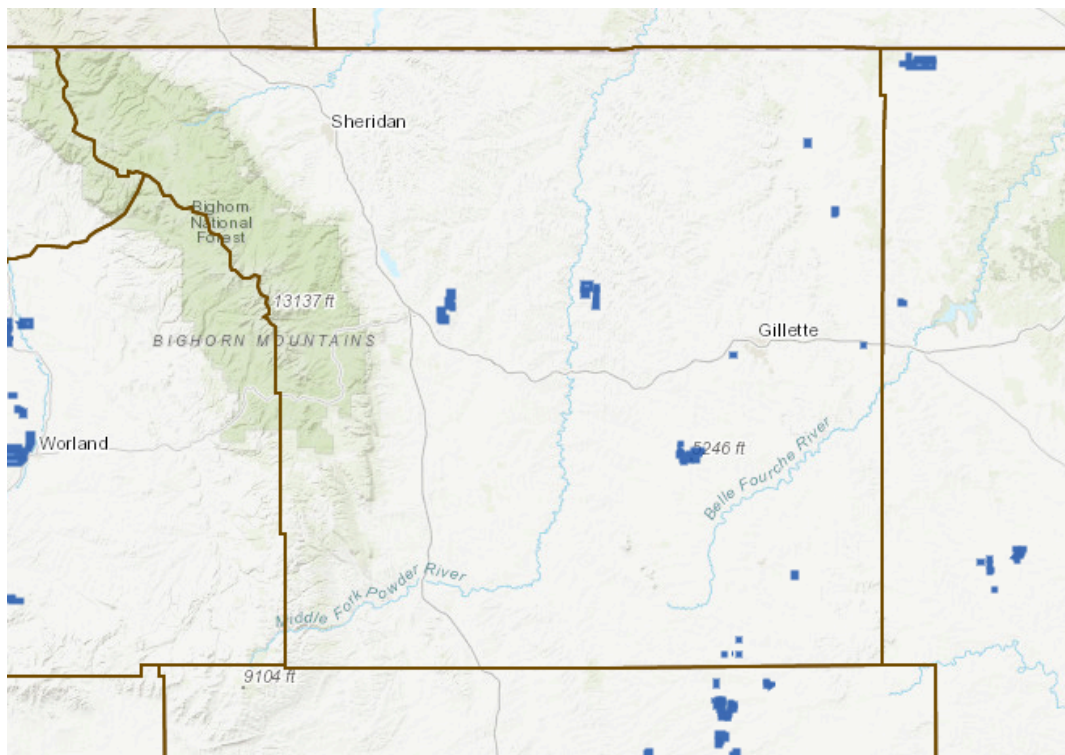 Sheridan
Bighorn
National
Forest
13137 ft
BIGHORN MOUNTAINS
Gillette
Worland
5246 ft
Belle Fourche River
Middle Fork Powder River
9104 ft